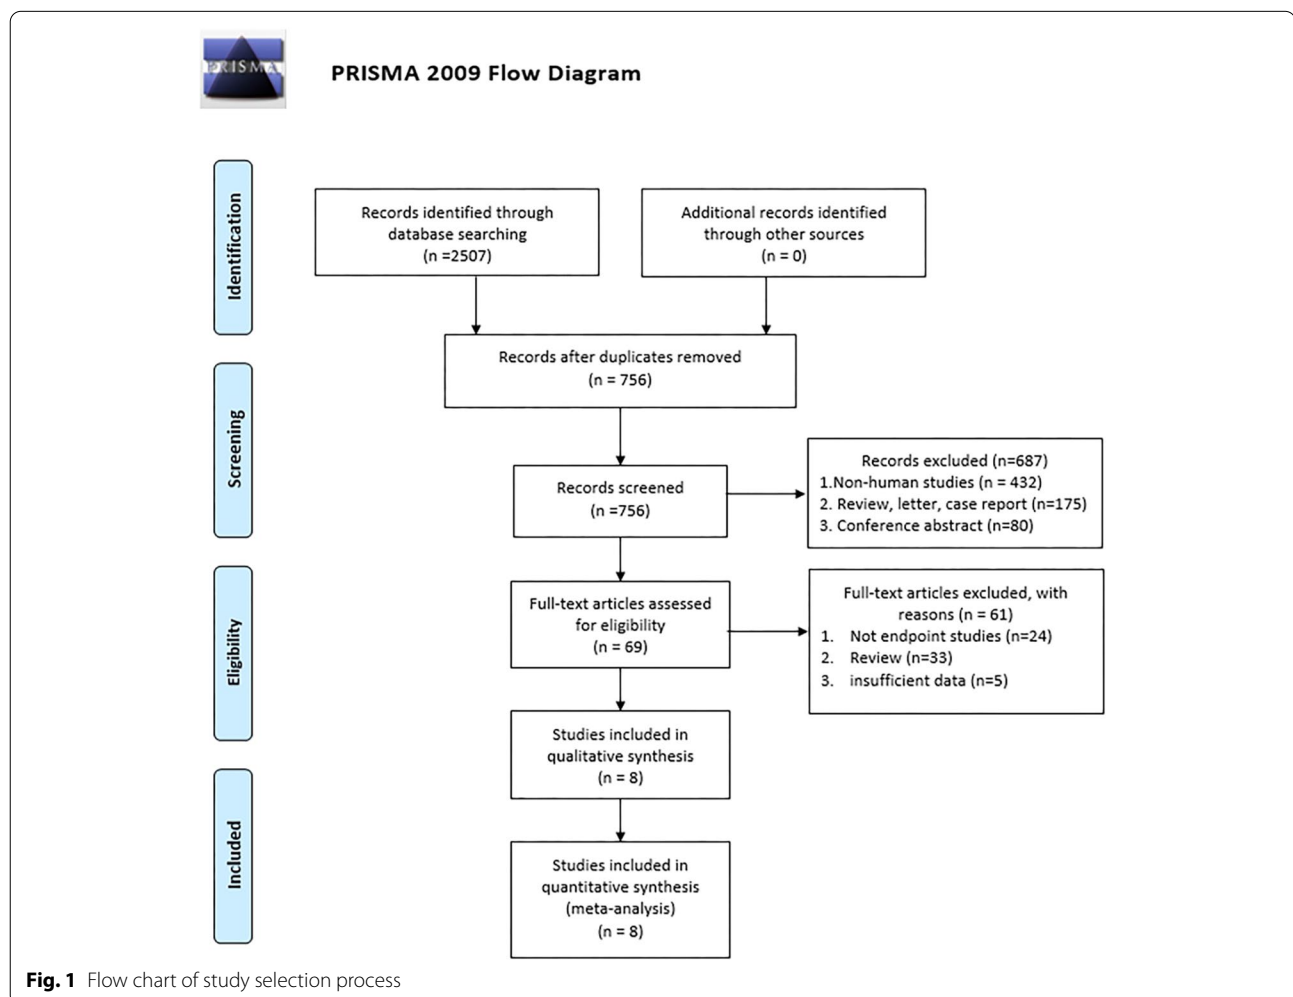 PRISMA
PRISMA 2009 Flow Diagram
Identification
Records identified through
database searching
(n =2507)
Additional records identified
through other sources
(n = 0)
Records after duplicates removed
(n = 756)
Screening
Records screened
(n =756)
Records excluded (n=687)
1.Non-human studies (n = 432)
2. Review, letter, case report (n=175)
3. Conference abstract (n=80)
Eligibility
Full-text articles assessed
for eligibility
(n = 69)
Full-text articles excluded, with
reasons (n = 61)
1. Not endpoint studies (n=24)
2. Review (n=33)
3. insufficient data (n=5)
Studies included in
qualitative synthesis
(n = 8)
Included
Studies included in
quantitative synthesis
(meta-analysis)
(n = 8)
Fig. 1 Flow chart of study selection process